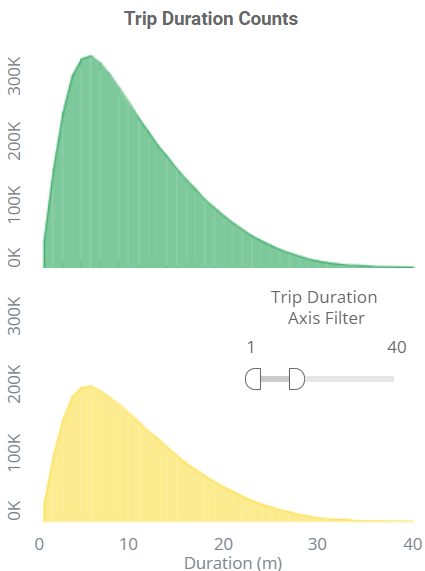 Trip Duration Counts
300K
200K
100K
0K
Trip Duration
Axis Filter
1 40
300K
200K
100K
0K
0 10 20 30 40
Duration (m)